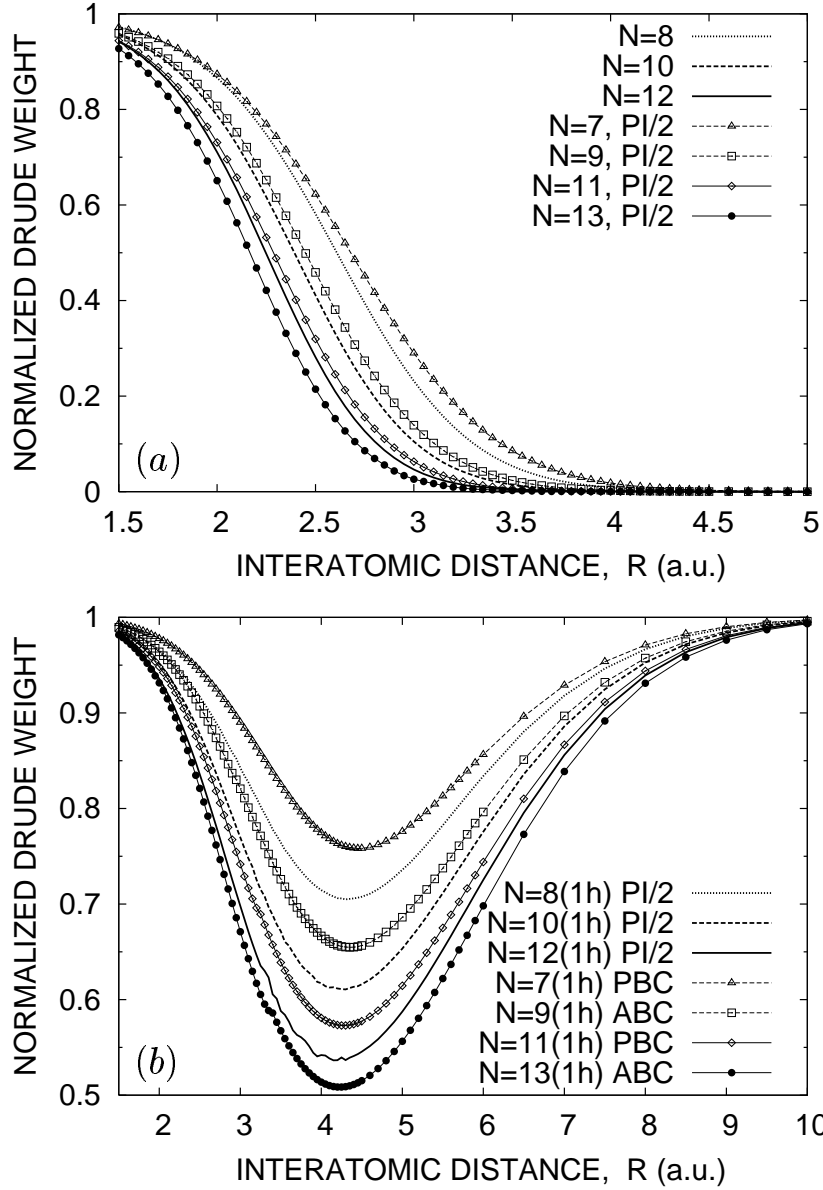 1
0.8
0.6
0.4
0.2
0
NORMALIZED DRUDE WEIGHT
N=8
N=10
N=12
N=7, PI/2
N=9, PI/2
N=11, PI/2
N=13, PI/2
(a)
1.5 2 2.5 3 3.5 4 4.5 5
INTERATOMIC DISTANCE, R (a.u.)
1
0.9
0.8
0.7
0.6
0.5
NORMALIZED DRUDE WEIGHT
N=8(1h) PI/2
N=10(1h) PI/2
N=12(1h) PI/2
N=7(1h) PBC
N=9(1h) ABC
N=11(1h) PBC
N=13(1h) ABC
(b)
2 3 4 5 6 7 8 9 10
INTERATOMIC DISTANCE, R (a.u.)